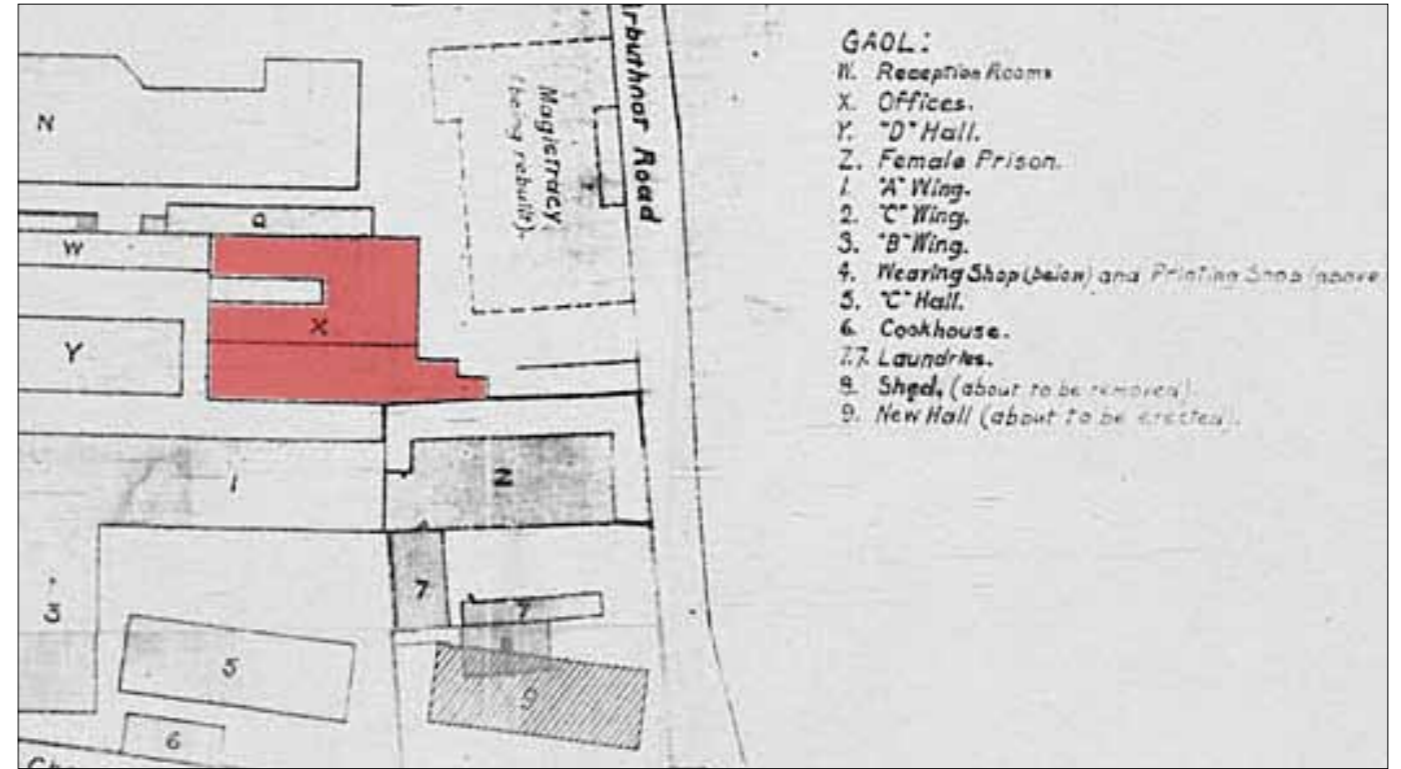 GAOL:
W. Reception Rooms
X. Offices.
Y. "D" Hall.
Z. Female Prison.
1. "A" Wing.
2. "C" Wing.
3. "B" Wing.
4. Weaving Shop (below) and Printing Shop (above
5. "C" Hall.
6. Cookhouse.
7.7. Laundries.
8. Shed, (about to be removed).
9. New Hall (about to be erected).
Road
Magistracy
(being rebuilt).
N
Q
W
X
Y
1
Z
7
7
3
5
9
6